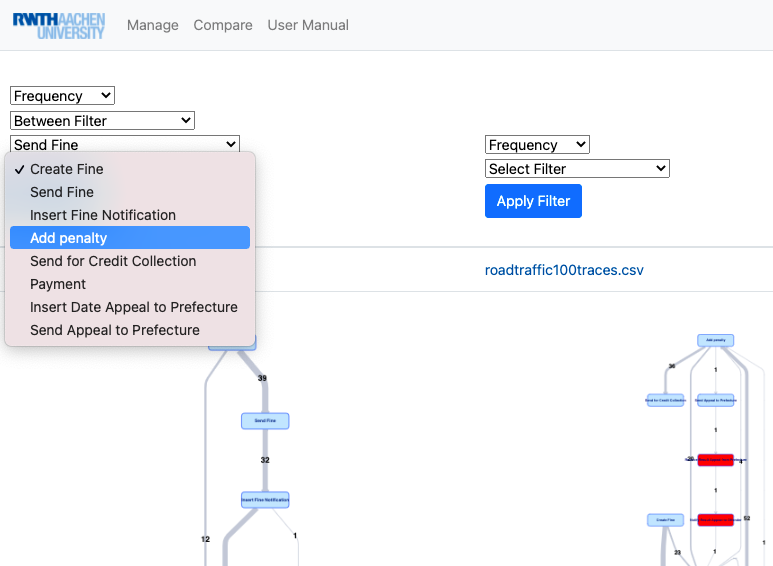 RWTH AACHEN
UNIVERSITY
Manage Compare User Manual
Frequency
Between Filter
Send Fine
✓ Create Fine
Send Fine
Insert Fine Notification
Add penalty
Send for Credit Collection
Payment
Insert Date Appeal to Prefecture
Send Appeal to Prefecture
Frequency
Select Filter
Apply Filter
roadtraffic100traces.csv
39
Send Fine
32
Insert Fine Notification
12
1
Add penalty
36
1
Send for Credit Collection
Send Appeal to Prefecture
1
4
1
Create Fine
52
23
1
1